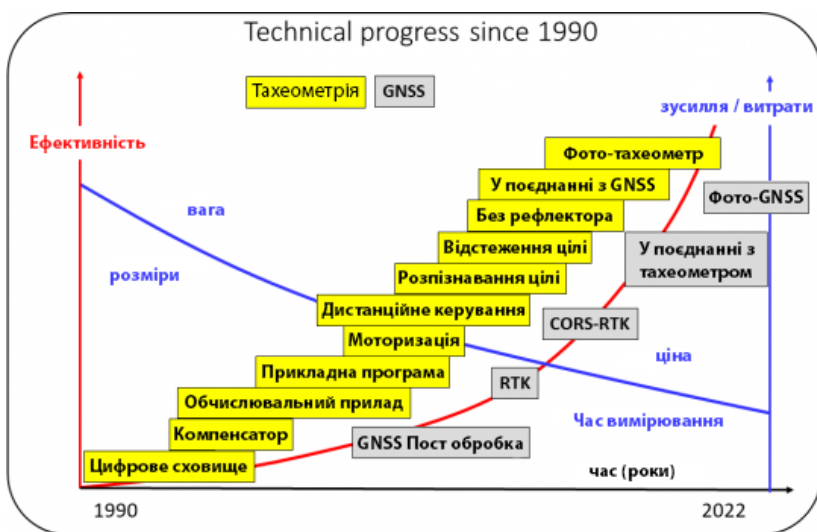 Technical progress since 1990
Тахеометрія
GNSS
зусилля / витрати
Ефективність
Фото-тахеометр
У поєднанні з GNSS
Фото-GNSS
вага
Без рефлектора
Відстеження цілі
У поєднанні з
тахеометром
розміри
Розпізнавання цілі
Дистанційне керування
CORS-RTK
Моторизація
ціна
Прикладна програма
RTK
Обчислювальний прилад
Час вимірювання
Компенсатор
GNSS Пост обробка
Цифрове сховище
час (роки)
1990
2022